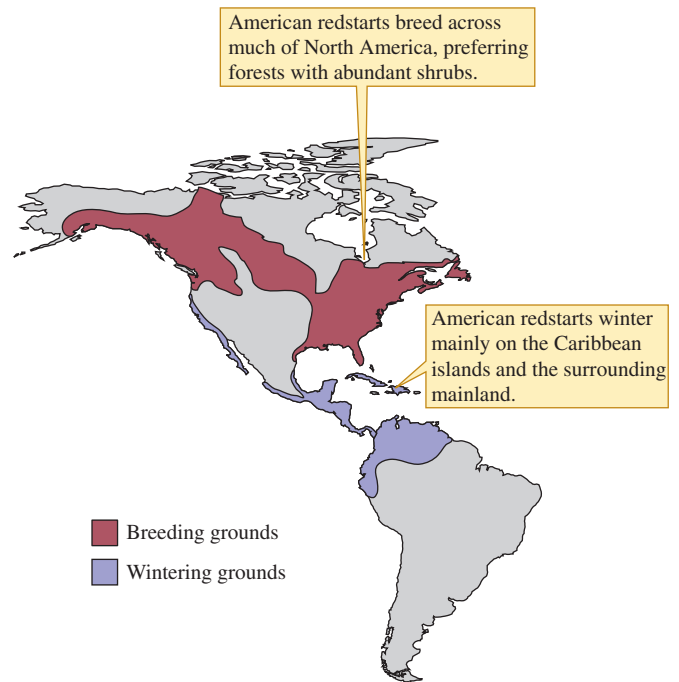 American redstarts breed across
much of North America, preferring
forests with abundant shrubs.
American redstarts winter
mainly on the Caribbean
islands and the surrounding
mainland.
Breeding grounds
Wintering grounds